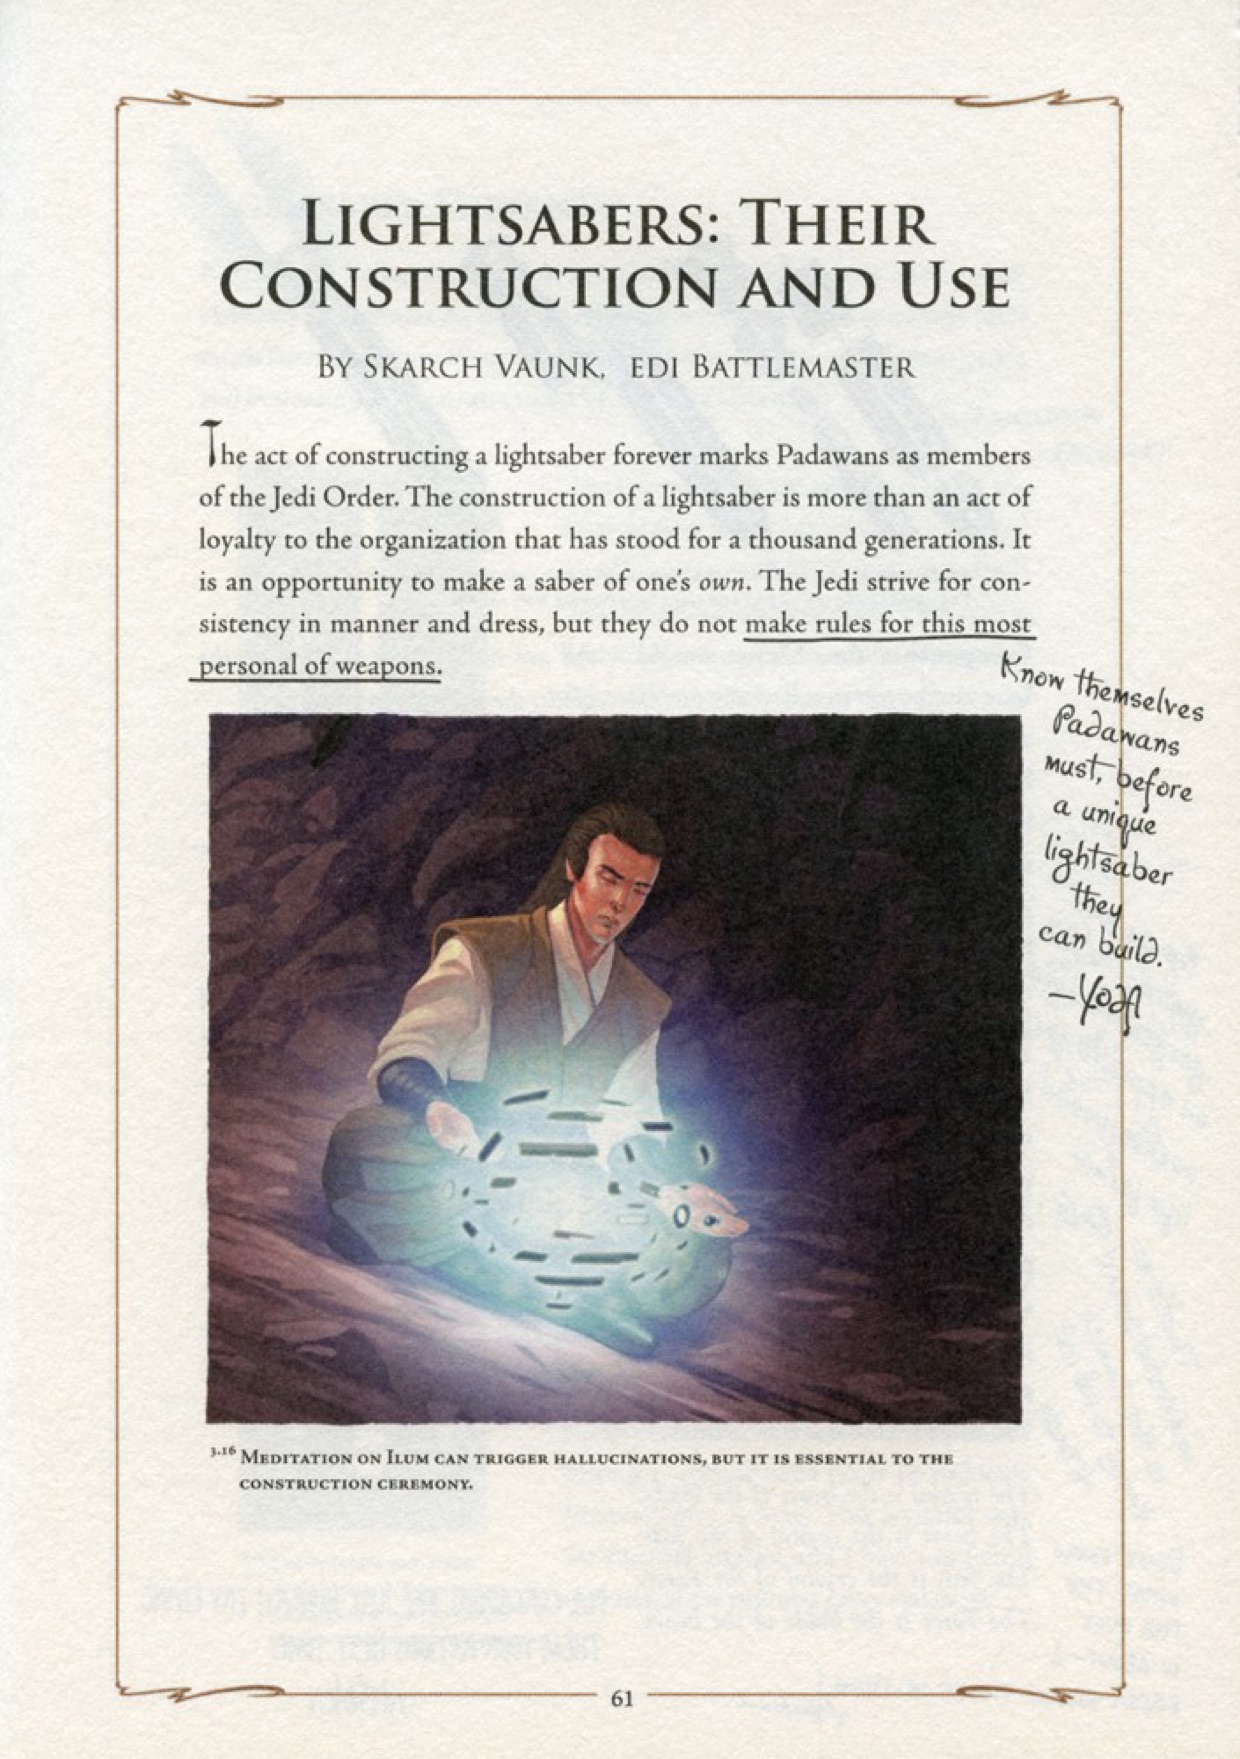 LIGHTSABERS: THEIR
CONSTRUCTION AND USE
BY SKARCH VAUNK, EDI BATTLEMASTER
The act of constructing a lightsaber forever marks Padawans as members
of the Jedi Order. The construction of a lightsaber is more than an act of
loyalty to the organization that has stood for a thousand generations. It
is an opportunity to make a saber of one's own. The Jedi strive for con-
sistency in manner and dress, but they do not make rules for this most
personal of weapons.
Know themselves
Padawans
must, before
a unique
lightsaber
they
can build.
—YODA
3.16 MEDITATION ON ILUM CAN TRIGGER HALLUCINATIONS, BUT IT IS ESSENTIAL TO THE
CONSTRUCTION CEREMONY.
61